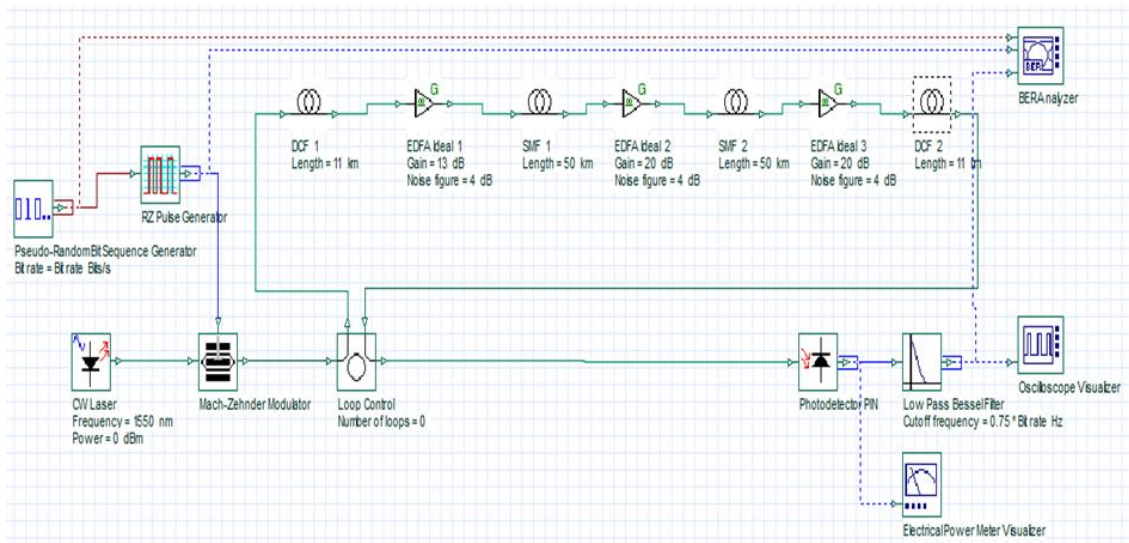 BERAnalyzer
DCF 1
Length = 11 km
EDFA Ideal 1
Gain = 13 dB
Noise figure = 4 dB
SMF 1
Length = 50 km
EDFA Ideal 2
Gain = 20 dB
Noise figure = 4 dB
SMF 2
Length = 50 km
EDFA Ideal 3
Gain = 20 dB
Noise figure = 4 dB
DCF 2
Length = 11 km
RZ Pulse Generator
Pseudo-Random Bit Sequence Generator
Bit rate = Bit rate Bits/s
CW Laser
Frequency = 1550 nm
Power = 0 dBm
Mach-Zehnder Modulator
Loop Control
Number of loops = 0
Photodetector PIN
Low Pass Bessel Filter
Cutoff frequency = 0.75 * Bit rate Hz
Oscilloscope Visualizer
Electrical Power Meter Visualizer